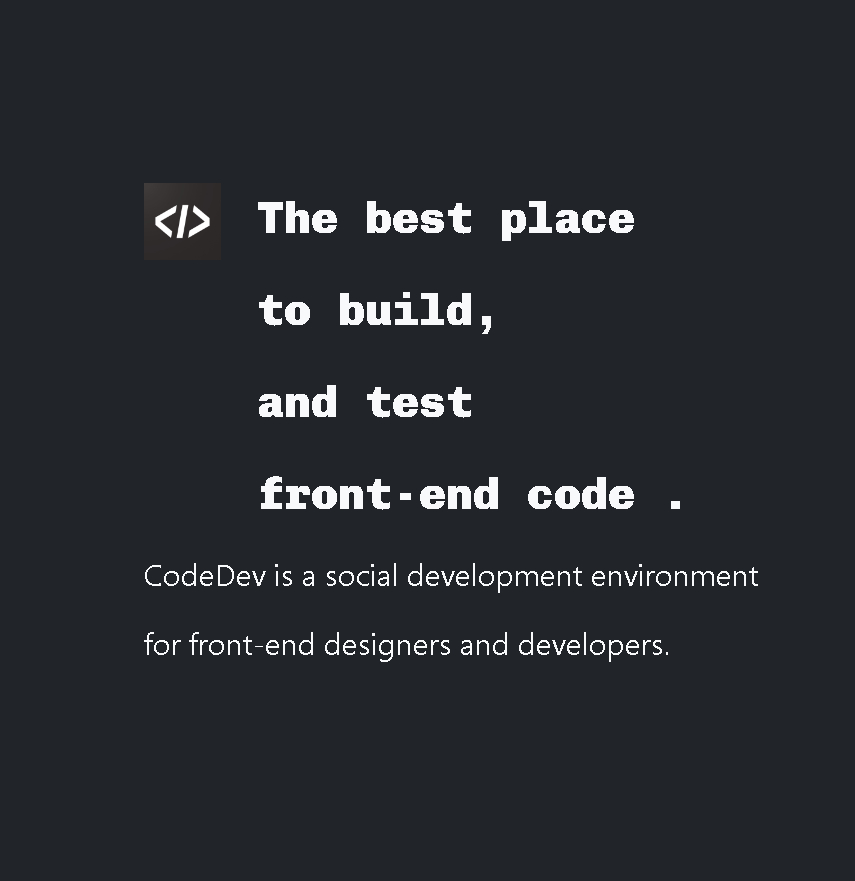 </>
The best place
to build,
and test
front-end code .
CodeDev is a social development environment
for front-end designers and developers.